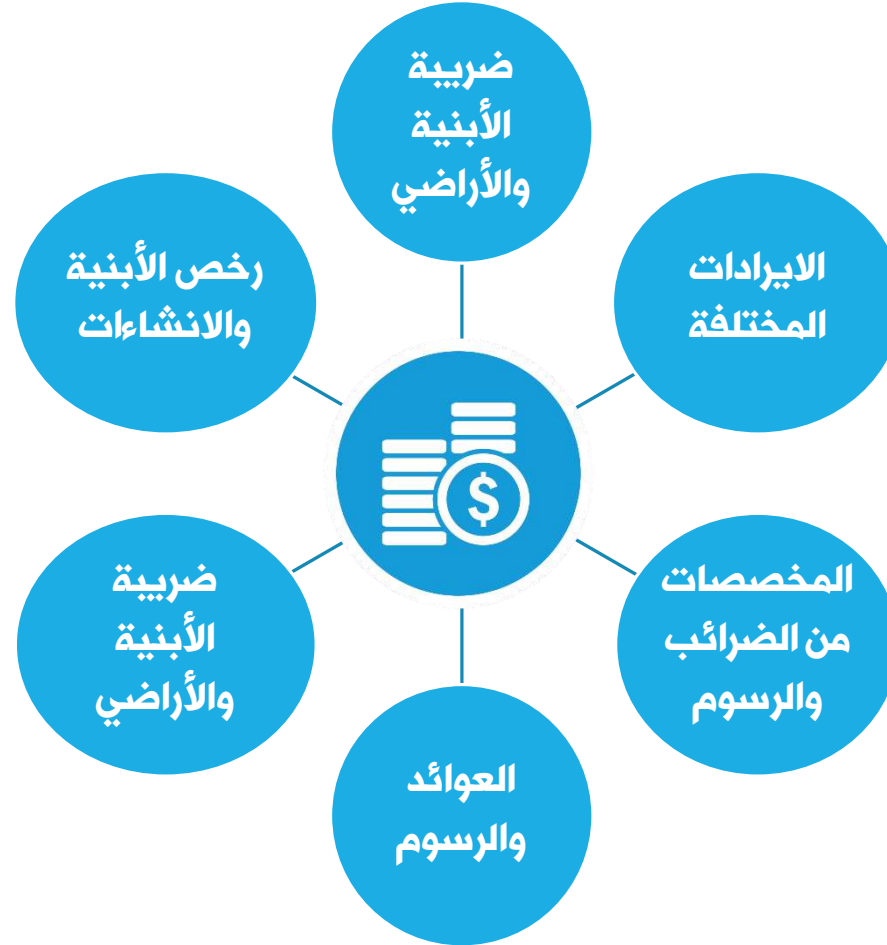 ضريبة
الأبنية
والأراضي
الايرادات
المختلفة
المخصصات
من الضرائب
والرسوم
العوائد
والرسوم
ضريبة
الأبنية
والأراضي
رخص الأبنية
والانشاءات
$